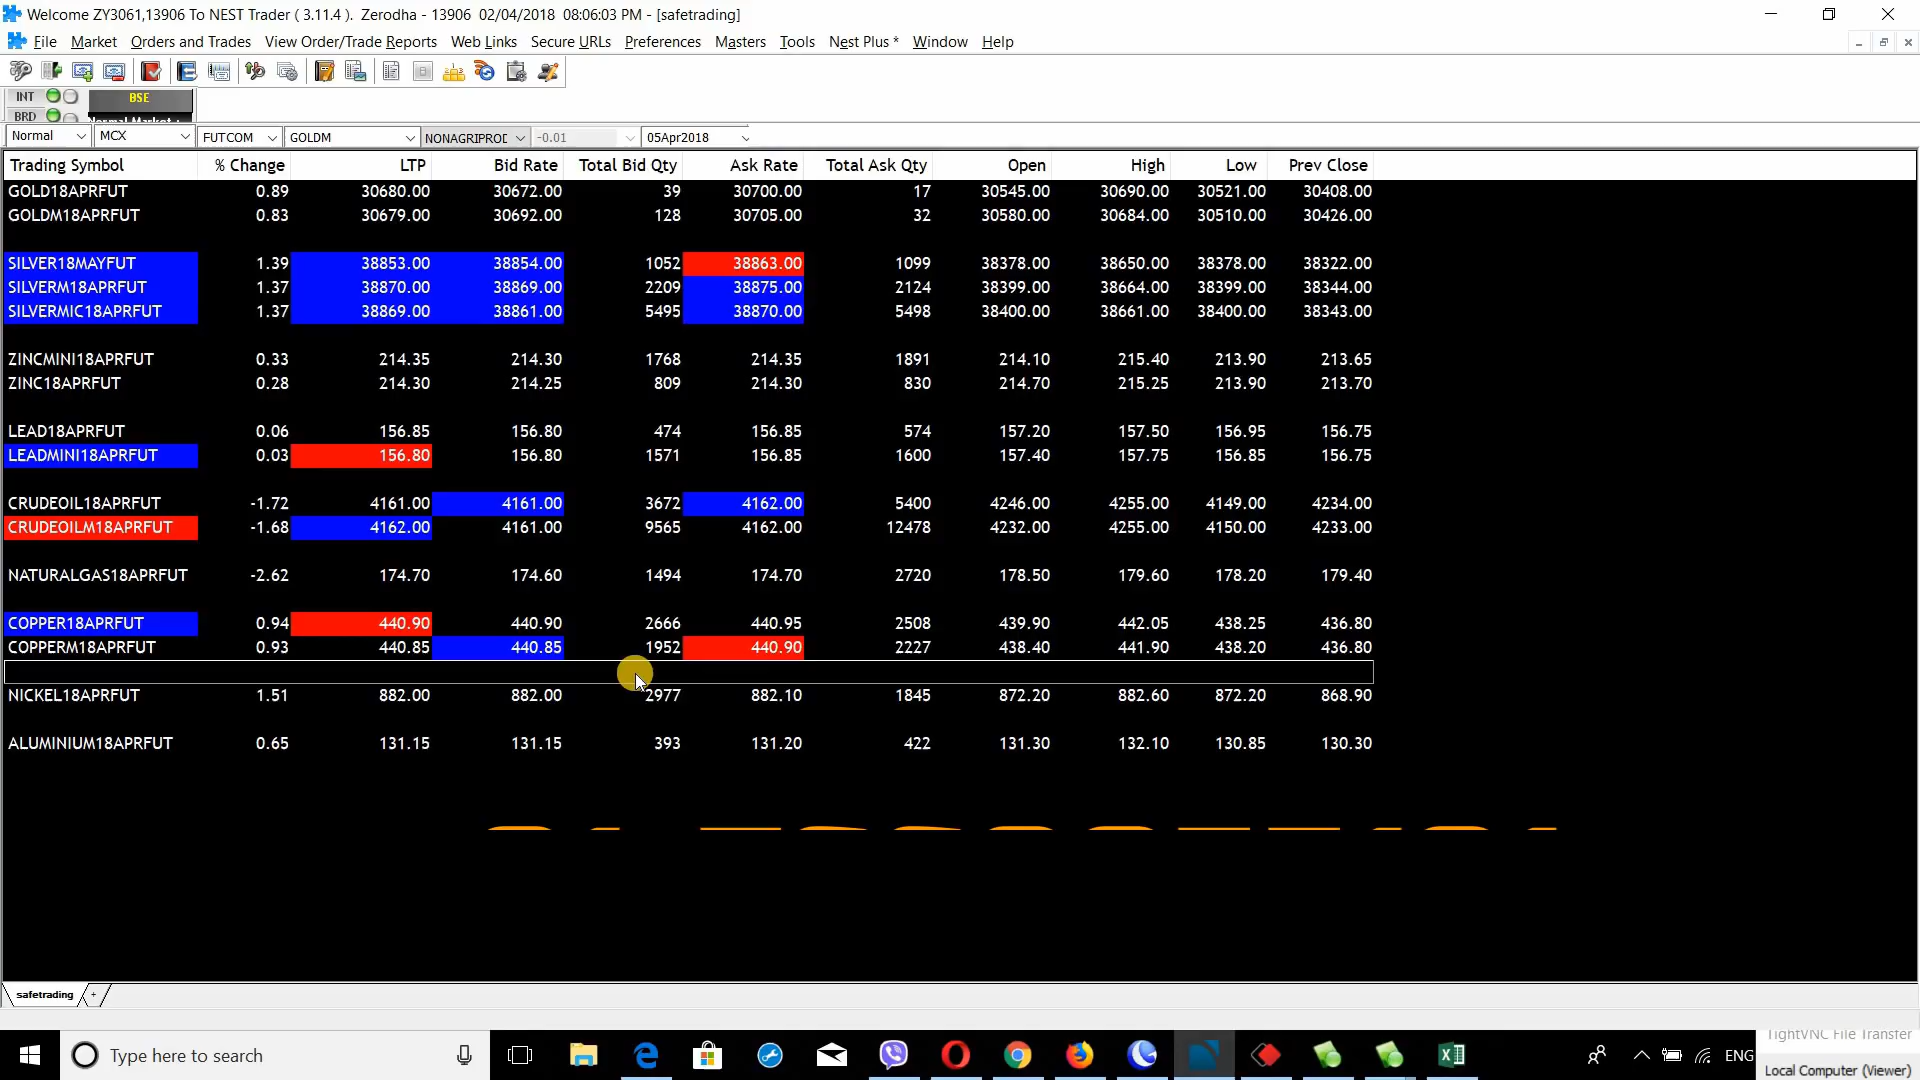 Welcome ZY3061,13906 To NEST Trader ( 3.11.4 ).  Zerodha - 13906  02/04/2018  08:06:03 PM - [safetrading]
File Market Orders and Trades View Order/Trade Reports Web Links Secure URLs Preferences Masters Tools Nest Plus * Window Help
INT BSE
BRD Normal Market :
Normal MCX FUTCOM GOLDM NONAGRIPROD -0.01 05Apr2018
Trading Symbol % Change LTP Bid Rate Total Bid Qty Ask Rate Total Ask Qty Open High Low Prev Close
GOLD18APRFUT 0.89 30680.00 30672.00 39 30700.00 17 30545.00 30690.00 30521.00 30408.00
GOLDM18APRFUT 0.83 30679.00 30692.00 128 30705.00 32 30580.00 30684.00 30510.00 30426.00
SILVER18MAYFUT 1.39 38853.00 38854.00 1052 38863.00 1099 38378.00 38650.00 38378.00 38322.00
SILVERM18APRFUT 1.37 38870.00 38869.00 2209 38875.00 2124 38399.00 38664.00 38399.00 38344.00
SILVERMIC18APRFUT 1.37 38869.00 38861.00 5495 38870.00 5498 38400.00 38661.00 38400.00 38343.00
ZINCMINI18APRFUT 0.33 214.35 214.30 1768 214.35 1891 214.10 215.40 213.90 213.65
ZINC18APRFUT 0.28 214.30 214.25 809 214.30 830 214.70 215.25 213.90 213.70
LEAD18APRFUT 0.06 156.85 156.80 474 156.85 574 157.20 157.50 156.95 156.75
LEADMINI18APRFUT 0.03 156.80 156.80 1571 156.85 1600 157.40 157.75 156.85 156.75
CRUDEOIL18APRFUT -1.72 4161.00 4161.00 3672 4162.00 5400 4246.00 4255.00 4149.00 4234.00
CRUDEOILM18APRFUT -1.68 4162.00 4161.00 9565 4162.00 12478 4232.00 4255.00 4150.00 4233.00
NATURALGAS18APRFUT -2.62 174.70 174.60 1494 174.70 2720 178.50 179.60 178.20 179.40
COPPER18APRFUT 0.94 440.90 440.90 2666 440.95 2508 439.90 442.05 438.25 436.80
COPPERM18APRFUT 0.93 440.85 440.85 1952 440.90 2227 438.40 441.90 438.20 436.80
NICKEL18APRFUT 1.51 882.00 882.00 2977 882.10 1845 872.20 882.60 872.20 868.90
ALUMINIUM18APRFUT 0.65 131.15 131.15 393 131.20 422 131.30 132.10 130.85 130.30
safetrading +
Type here to search ENG
TightVNC File Transfer
Local Computer (Viewer)